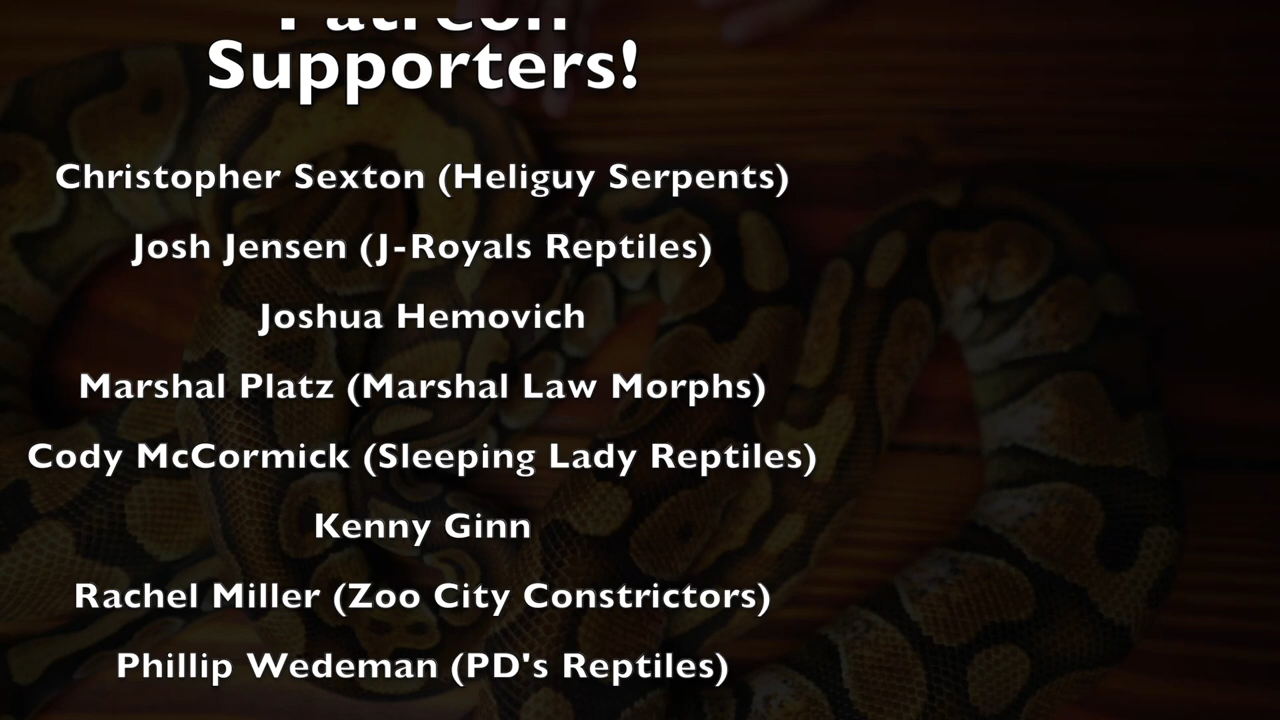 Patreon
Supporters!
Christopher Sexton (Heliguy Serpents)
Josh Jensen (J-Royals Reptiles)
Joshua Hemovich
Marshal Platz (Marshal Law Morphs)
Cody McCormick (Sleeping Lady Reptiles)
Kenny Ginn
Rachel Miller (Zoo City Constrictors)
Phillip Wedeman (PD's Reptiles)